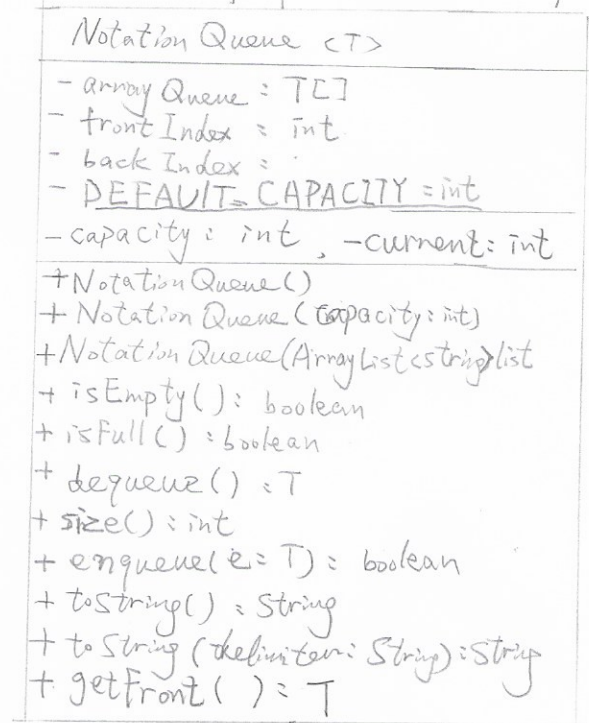 Notation Queue <T>
- arrayQueue : T[]
- frontIndex : int
- backIndex :
- DEFAULT_CAPACITY : int
- capacity : int , - current : int
+ NotationQueue()
+ NotationQueue(capacity : int)
+ NotationQueue(ArrayList<string>list
+ isEmpty() : boolean
+ isFull() : boolean
+ dequeue() : T
+ size() : int
+ enqueue(e : T) : boolean
+ toString() : String
+ toString( : String) : String
+ getFront( ) : T